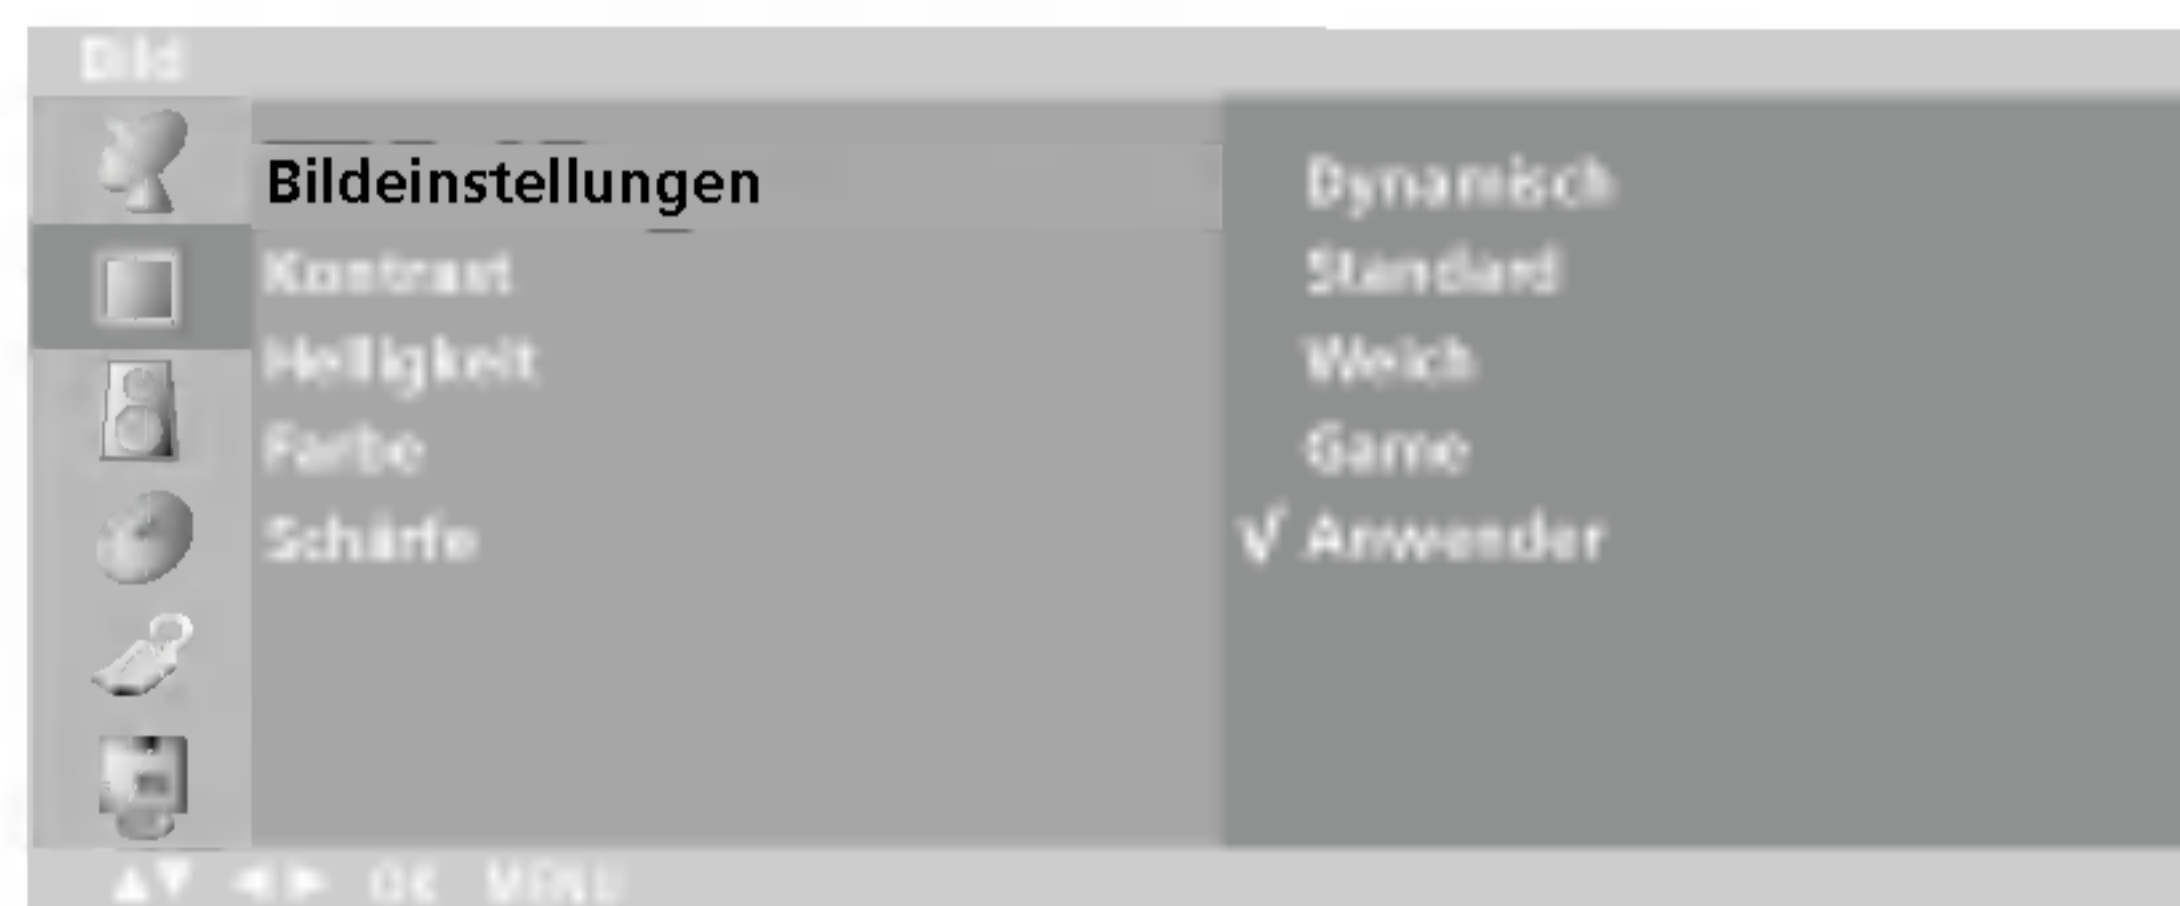 Bild
Bildeinstellungen
Kontrast
Helligkeit
Farbe
Schärfe
Dynamisch
Standard
Weich
Game
√ Anwender
▲▼ ◀▶ OK MENU